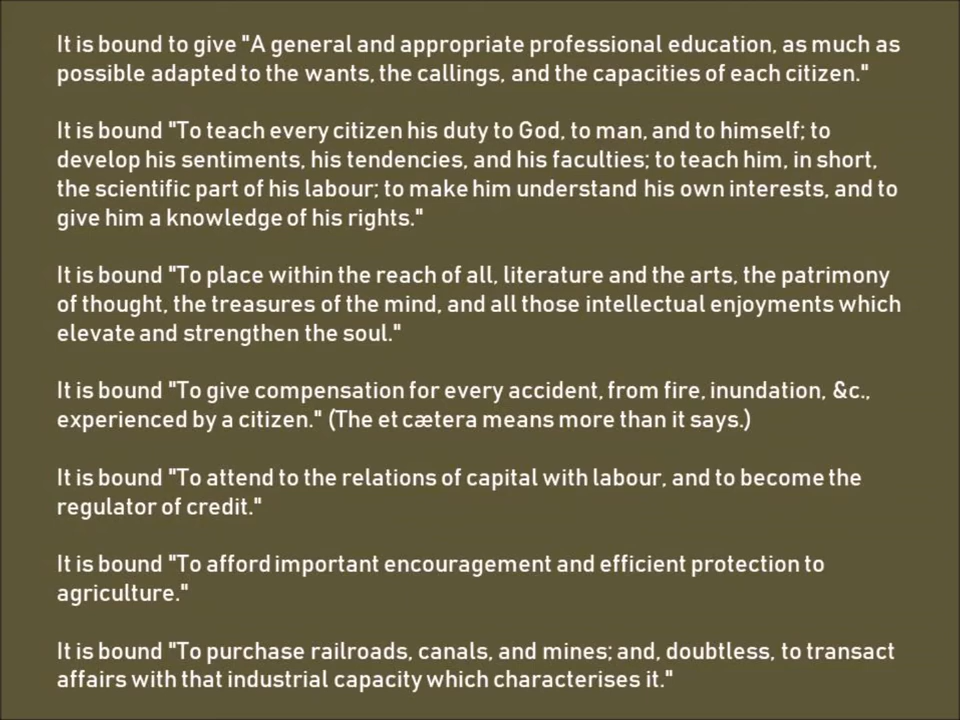 It is bound to give "A general and appropriate professional education, as much as
possible adapted to the wants, the callings, and the capacities of each citizen."
It is bound "To teach every citizen his duty to God, to man, and to himself; to
develop his sentiments, his tendencies, and his faculties; to teach him, in short,
the scientific part of his labour; to make him understand his own interests, and to
give him a knowledge of his rights."
It is bound "To place within the reach of all, literature and the arts, the patrimony
of thought, the treasures of the mind, and all those intellectual enjoyments which
elevate and strengthen the soul."
It is bound "To give compensation for every accident, from fire, inundation, &c.,
experienced by a citizen." (The et cætera means more than it says.)
It is bound "To attend to the relations of capital with labour, and to become the
regulator of credit."
It is bound "To afford important encouragement and efficient protection to
agriculture."
It is bound "To purchase railroads, canals, and mines; and, doubtless, to transact
affairs with that industrial capacity which characterises it."